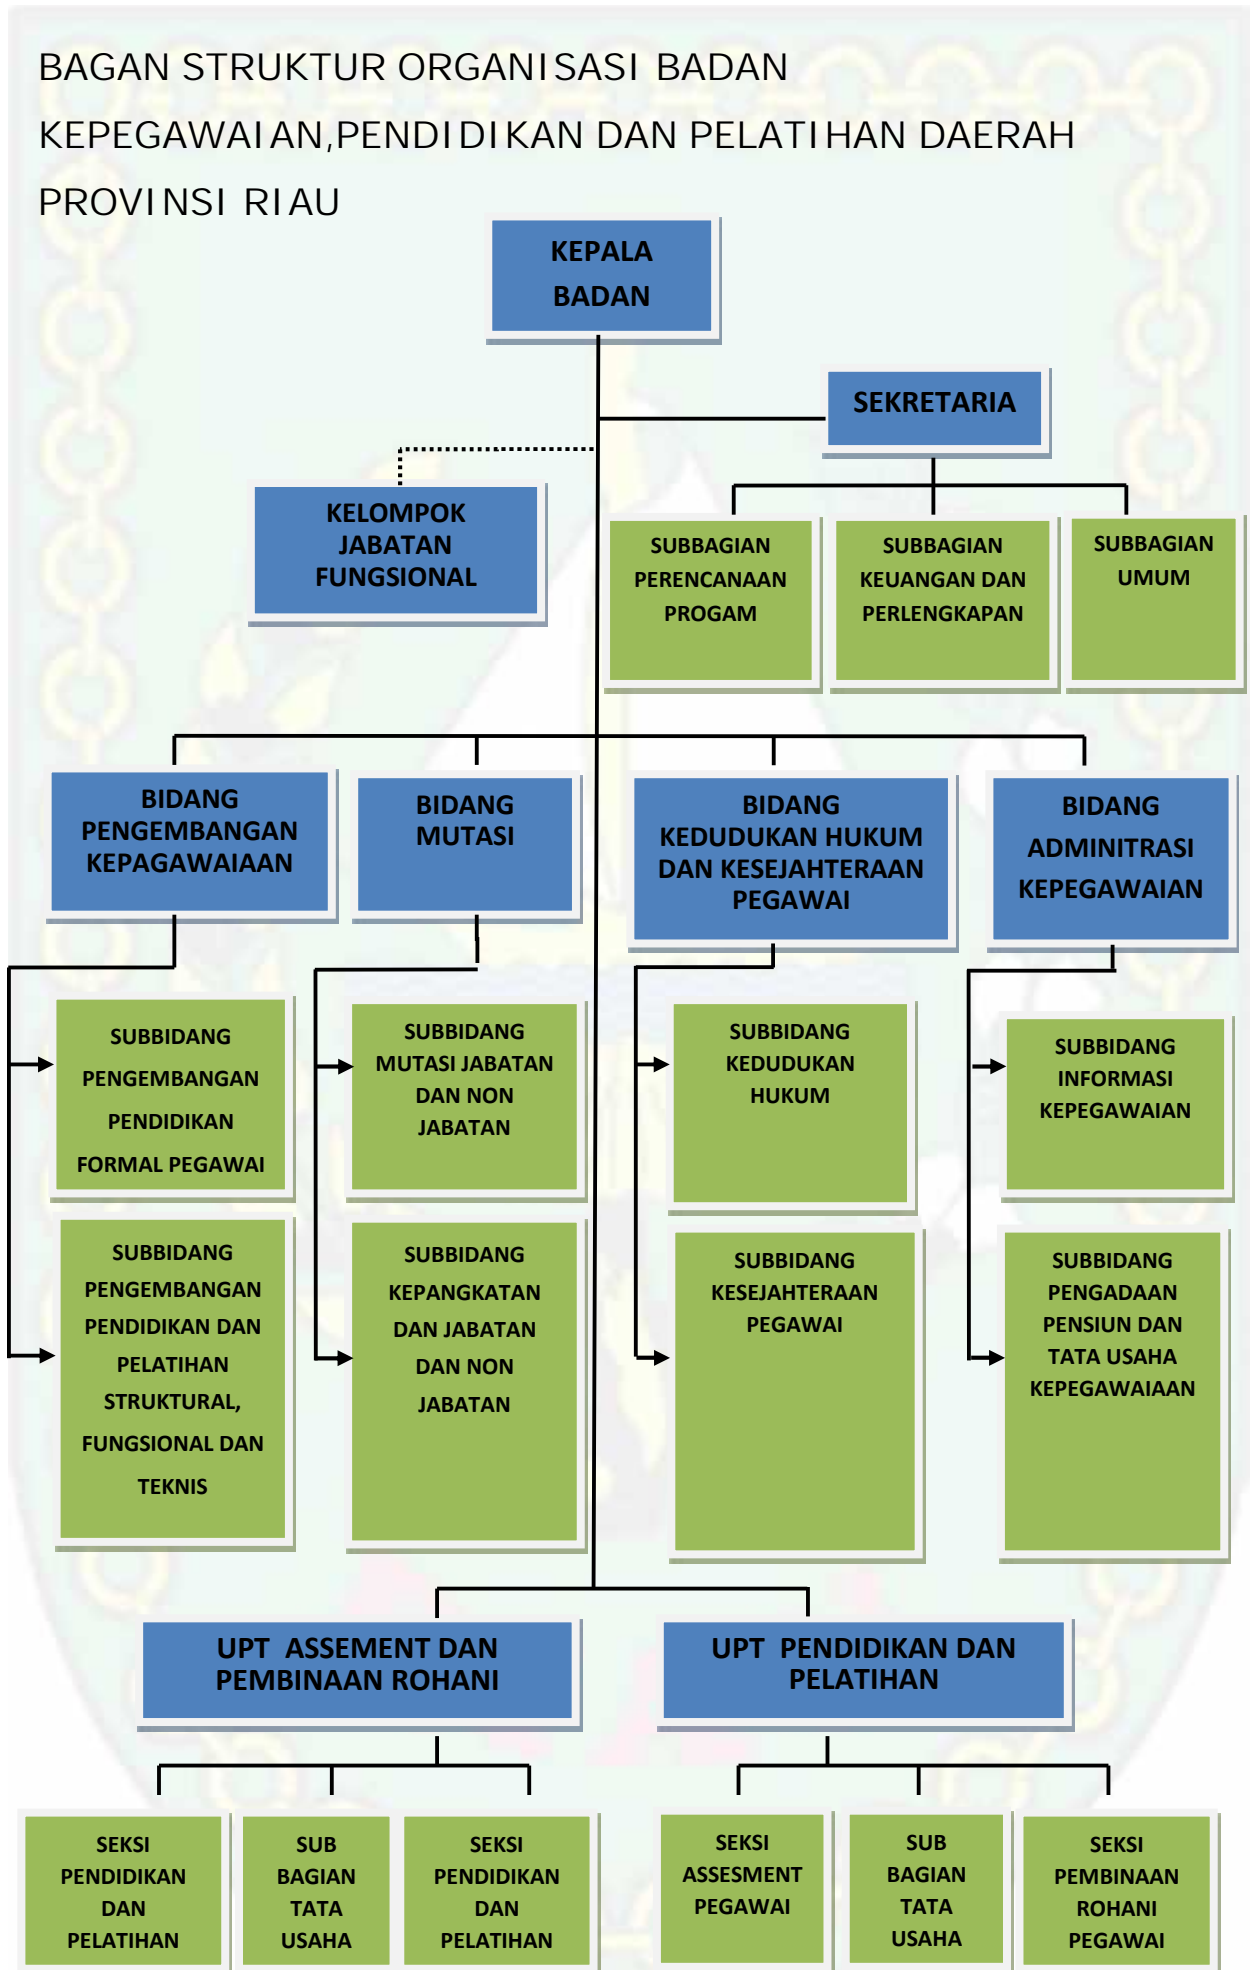 BAGAN STRUKTUR ORGANISASI BADAN
KEPEGAWAIAN,PENDIDIKAN DAN PELATIHAN DAERAH
PROVINSI RIAU
KEPALA
BADAN
SEKRETARIA
KELOMPOK
JABATAN
FUNGSIONAL
SUBBAGIAN
PERENCANAAN
PROGAM
SUBBAGIAN
KEUANGAN DAN
PERLENGKAPAN
SUBBAGIAN
UMUM
BIDANG
PENGEMBANGAN
KEPAGAWAIAAN
BIDANG
MUTASI
BIDANG
KEDUDUKAN HUKUM
DAN KESEJAHTERAAN
PEGAWAI
BIDANG
ADMINITRASI
KEPEGAWAIAN
SUBBIDANG
PENGEMBANGAN
PENDIDIKAN
FORMAL PEGAWAI
SUBBIDANG
MUTASI JABATAN
DAN NON
JABATAN
SUBBIDANG
KEDUDUKAN
HUKUM
SUBBIDANG
INFORMASI
KEPEGAWAIAN
SUBBIDANG
PENGEMBANGAN
PENDIDIKAN DAN
PELATIHAN
STRUKTURAL,
FUNGSIONAL DAN
TEKNIS
SUBBIDANG
KEPANGKATAN
DAN JABATAN
DAN NON
JABATAN
SUBBIDANG
KESEJAHTERAAN
PEGAWAI
SUBBIDANG
PENGADAAN
PENSIUN DAN
TATA USAHA
KEPEGAWAIAAN
UPT ASSEMENT DAN
PEMBINAAN ROHANI
UPT PENDIDIKAN DAN
PELATIHAN
SEKSI
PENDIDIKAN
DAN
PELATIHAN
SUB
BAGIAN
TATA
USAHA
SEKSI
PENDIDIKAN
DAN
PELATIHAN
SEKSI
ASSESMENT
PEGAWAI
SUB
BAGIAN
TATA
USAHA
SEKSI
PEMBINAAN
ROHANI
PEGAWAI